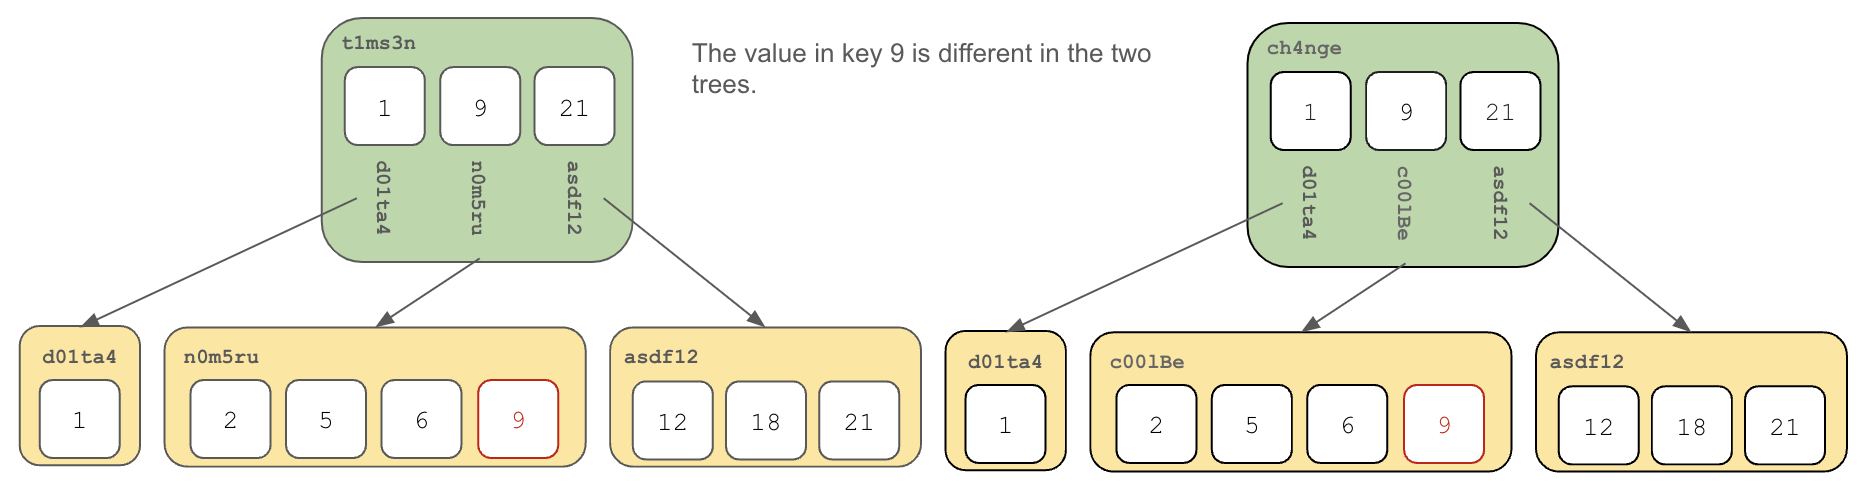 t1ms3n
1 9 21
d01ta4 n0m5ru asdf12
The value in key 9 is different in the two
trees.
ch4nge
1 9 21
d01ta4 c00lBe asdf12
d01ta4
1
n0m5ru
2 5 6 9
asdf12
12 18 21
d01ta4
1
c00lBe
2 5 6 9
asdf12
12 18 21